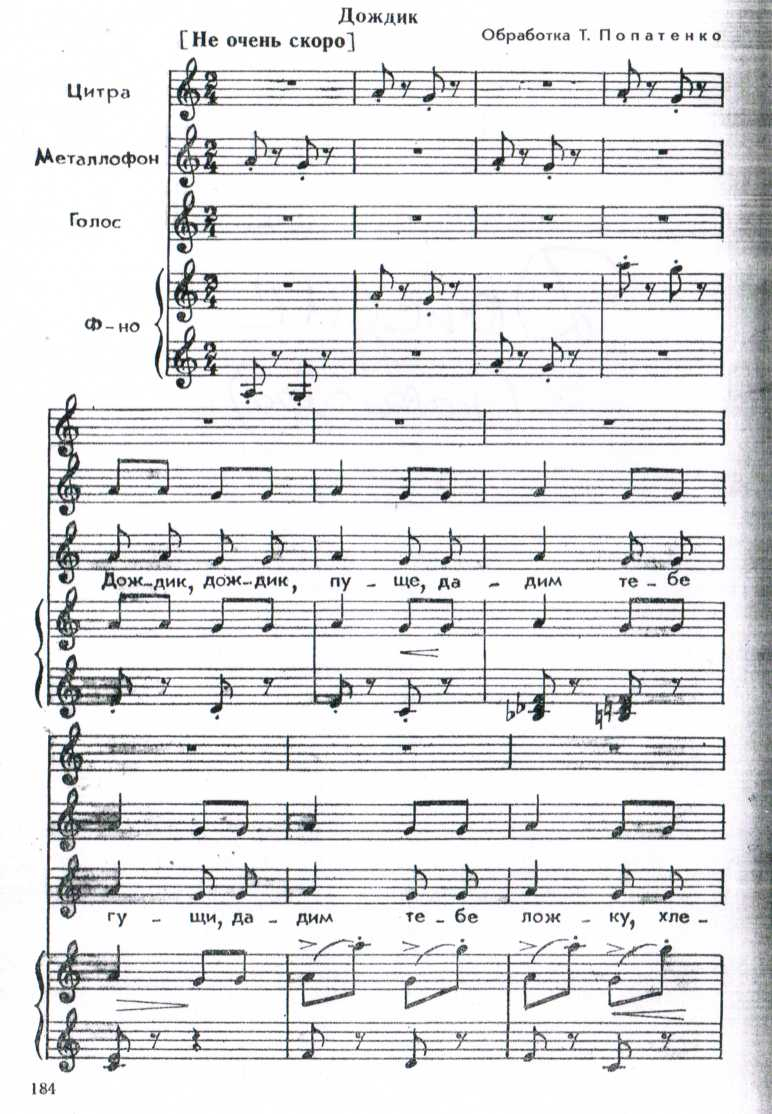 Дождик
[Не очень скоро]
Обработка Т. Попатенко
Цитра
Металлофон
Голос
Ф-но
Дож-дик, дож-дик, пу - ще, да - дим те - бе
гу - щи, да - дим те - бе лож - ку, хле -
184